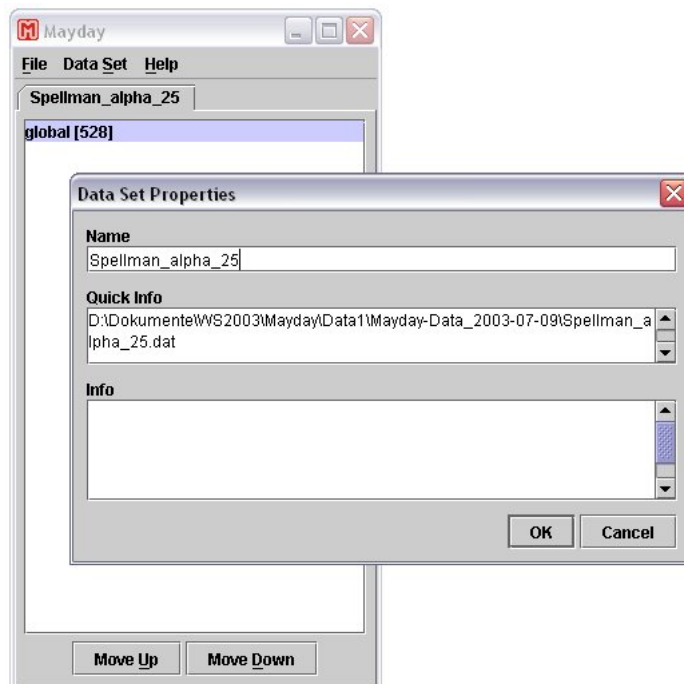 Mayday
File Data Set Help
Spellman_alpha_25
global [528]
Data Set Properties
Name
Spellman_alpha_25
Quick Info
D:\Dokumente\WS2003\Mayday\Data1\Mayday-Data_2003-07-09\Spellman_a
lpha_25.dat
Info
OK Cancel
Move Up Move Down